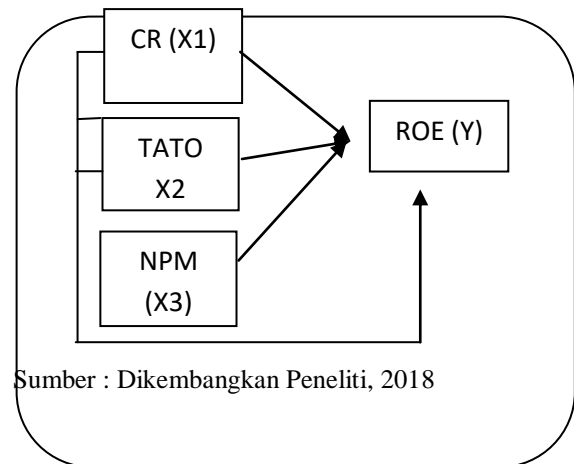 CR (X1)
TATO
X2
ROE (Y)
NPM
(X3)
Sumber : Dikembangkan Peneliti, 2018